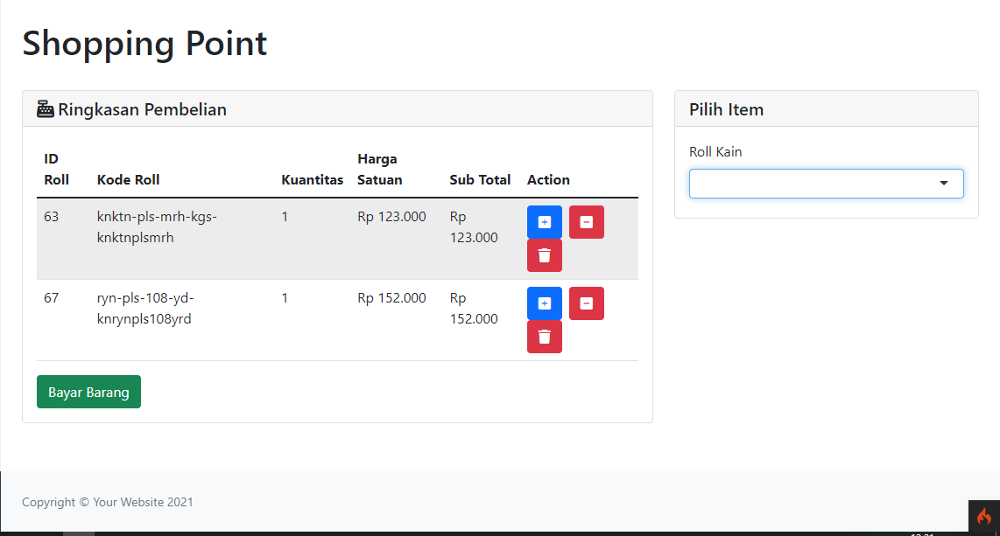 Shopping Point
Ringkasan Pembelian
ID Roll
Kode Roll
Kuantitas
Harga Satuan
Sub Total
Action
63
knktn-pls-mrh-kgs-
knktnplsmrh
1
Rp 123.000
Rp
123.000
67
ryn-pls-108-yd-
knrynpls108yrd
1
Rp 152.000
Rp
152.000
Bayar Barang
Pilih Item
Roll Kain
Copyright © Your Website 2021